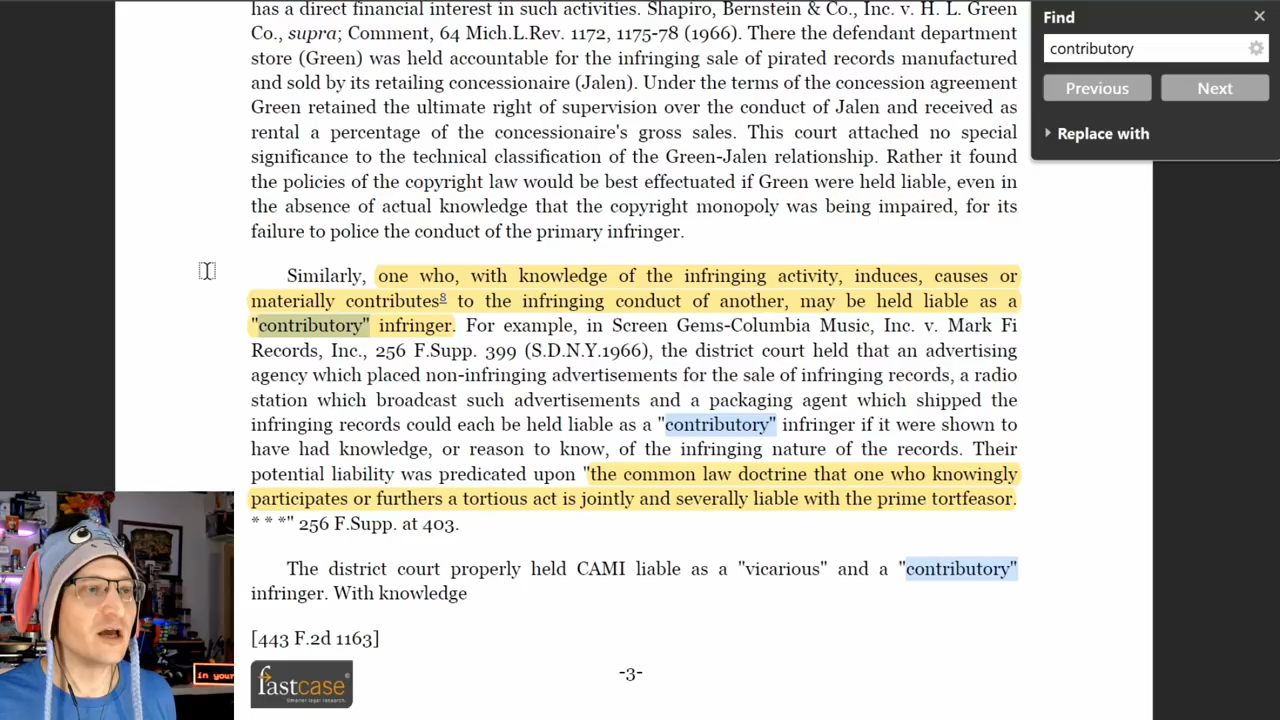 has a direct financial interest in such activities. Shapiro, Bernstein & Co., Inc. v. H. L. Green
Co., supra; Comment, 64 Mich.L.Rev. 1172, 1175-78 (1966). There the defendant department
store (Green) was held accountable for the infringing sale of pirated records manufactured
and sold by its retailing concessionaire (Jalen). Under the terms of the concession agreement
Green retained the ultimate right of supervision over the conduct of Jalen and received as
rental a percentage of the concessionaire's gross sales. This court attached no special
significance to the technical classification of the Green-Jalen relationship. Rather it found
the policies of the copyright law would be best effectuated if Green were held liable, even in
the absence of actual knowledge that the copyright monopoly was being impaired, for its
failure to police the conduct of the primary infringer.
Similarly, one who, with knowledge of the infringing activity, induces, causes or
materially contributes8 to the infringing conduct of another, may be held liable as a
"contributory" infringer. For example, in Screen Gems-Columbia Music, Inc. v. Mark Fi
Records, Inc., 256 F.Supp. 399 (S.D.N.Y.1966), the district court held that an advertising
agency which placed non-infringing advertisements for the sale of infringing records, a radio
station which broadcast such advertisements and a packaging agent which shipped the
infringing records could each be held liable as a "contributory" infringer if it were shown to
have had knowledge, or reason to know, of the infringing nature of the records. Their
potential liability was predicated upon "the common law doctrine that one who knowingly
participates or furthers a tortious act is jointly and severally liable with the prime tortfeasor.
* * *" 256 F.Supp. at 403.
The district court properly held CAMI liable as a "vicarious" and a "contributory"
infringer. With knowledge
[443 F.2d 1163]
-3-
fastcase
Smarter legal research.
Find
contributory
Previous
Next
Replace with
in your